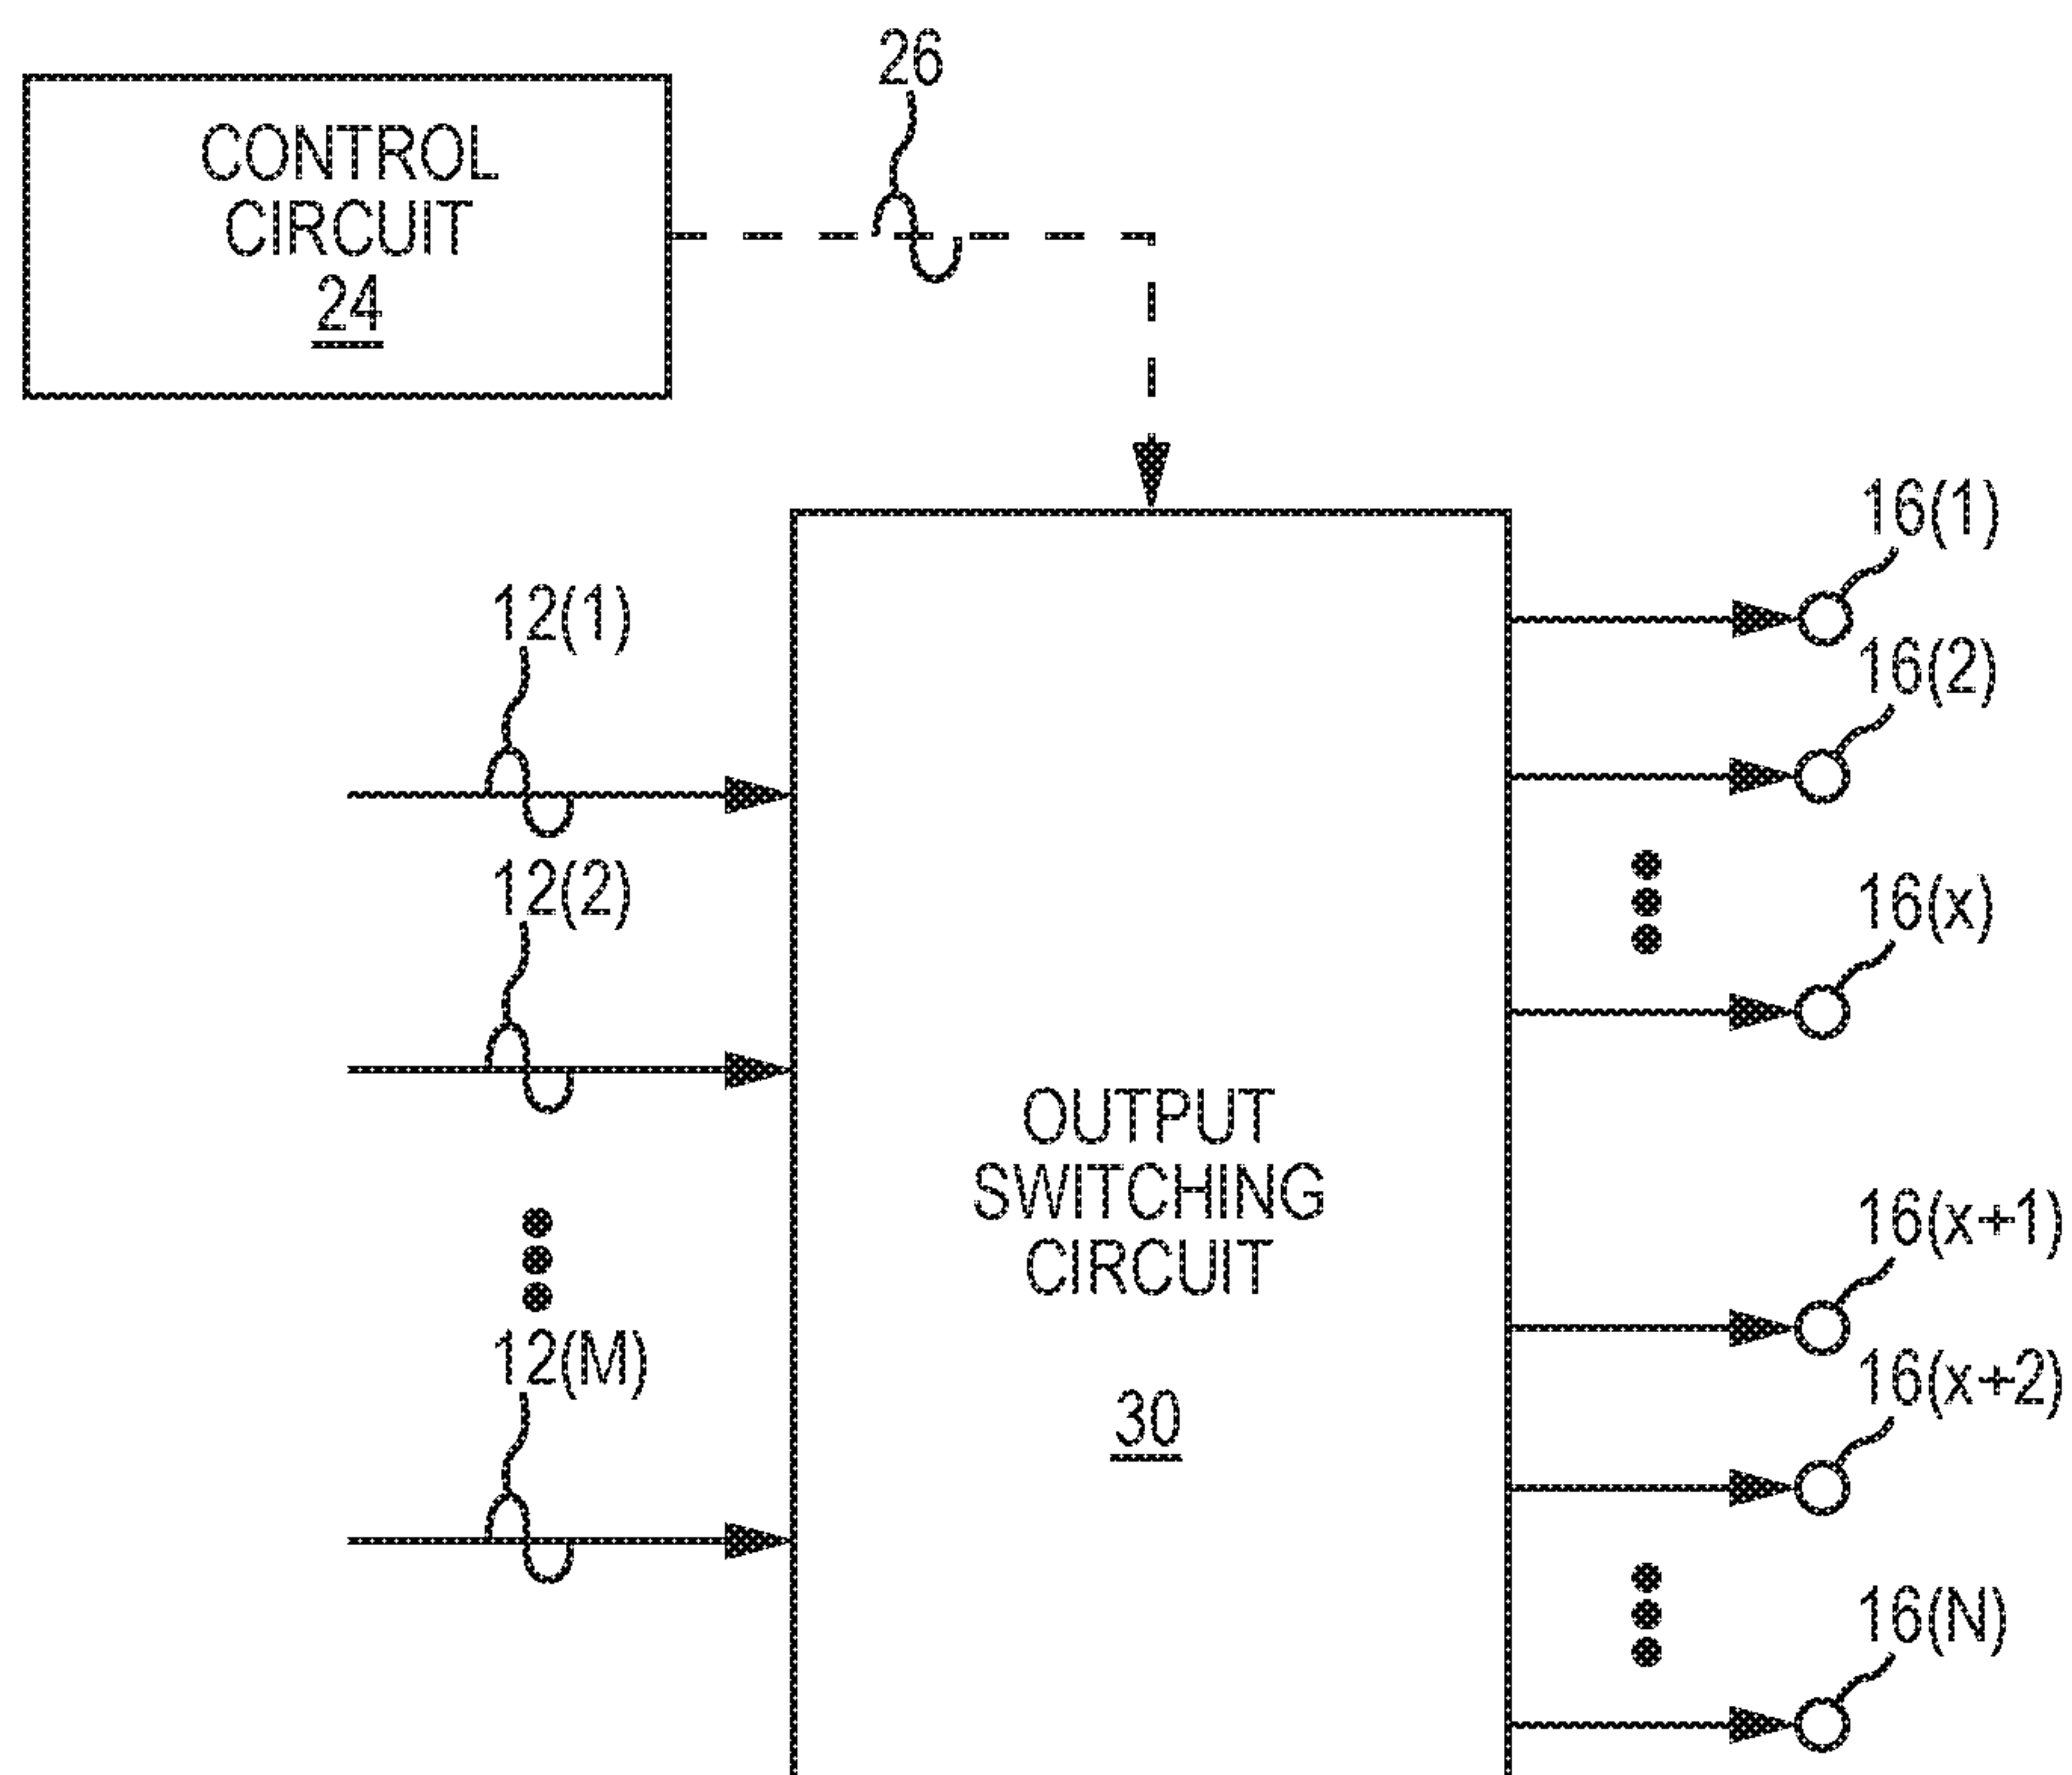 26
CONTROL
CIRCUIT
24
16(1)
12(1)
16(2)
12(2)
16(x)
OUTPUT
SWITCHING
CIRCUIT
16(x+1)
12(M)
16(x+2)
30
16(N)